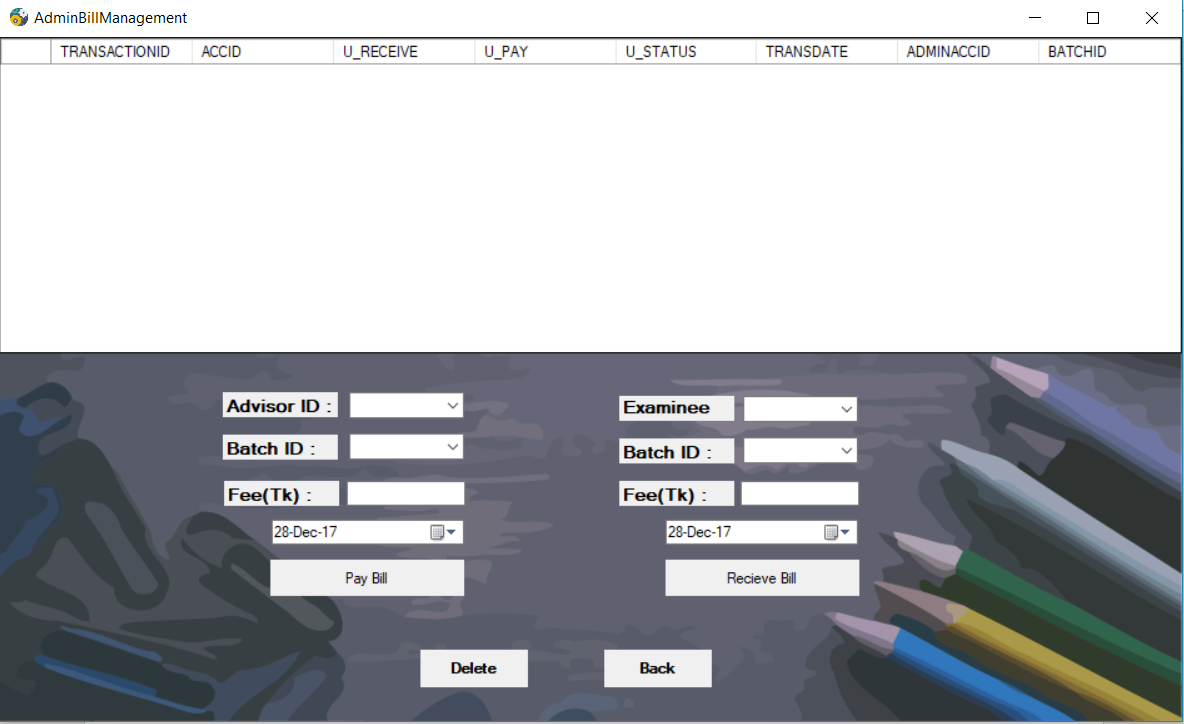 AdminBillManagement
TRANSACTIONID ACCID U_RECEIVE U_PAY U_STATUS TRANSDATE ADMINACCID BATCHID
Advisor ID : Examinee
Batch ID : Batch ID :
Fee(Tk) : Fee(Tk) :
28-Dec-17 28-Dec-17
Pay Bill Recieve Bill
Delete Back